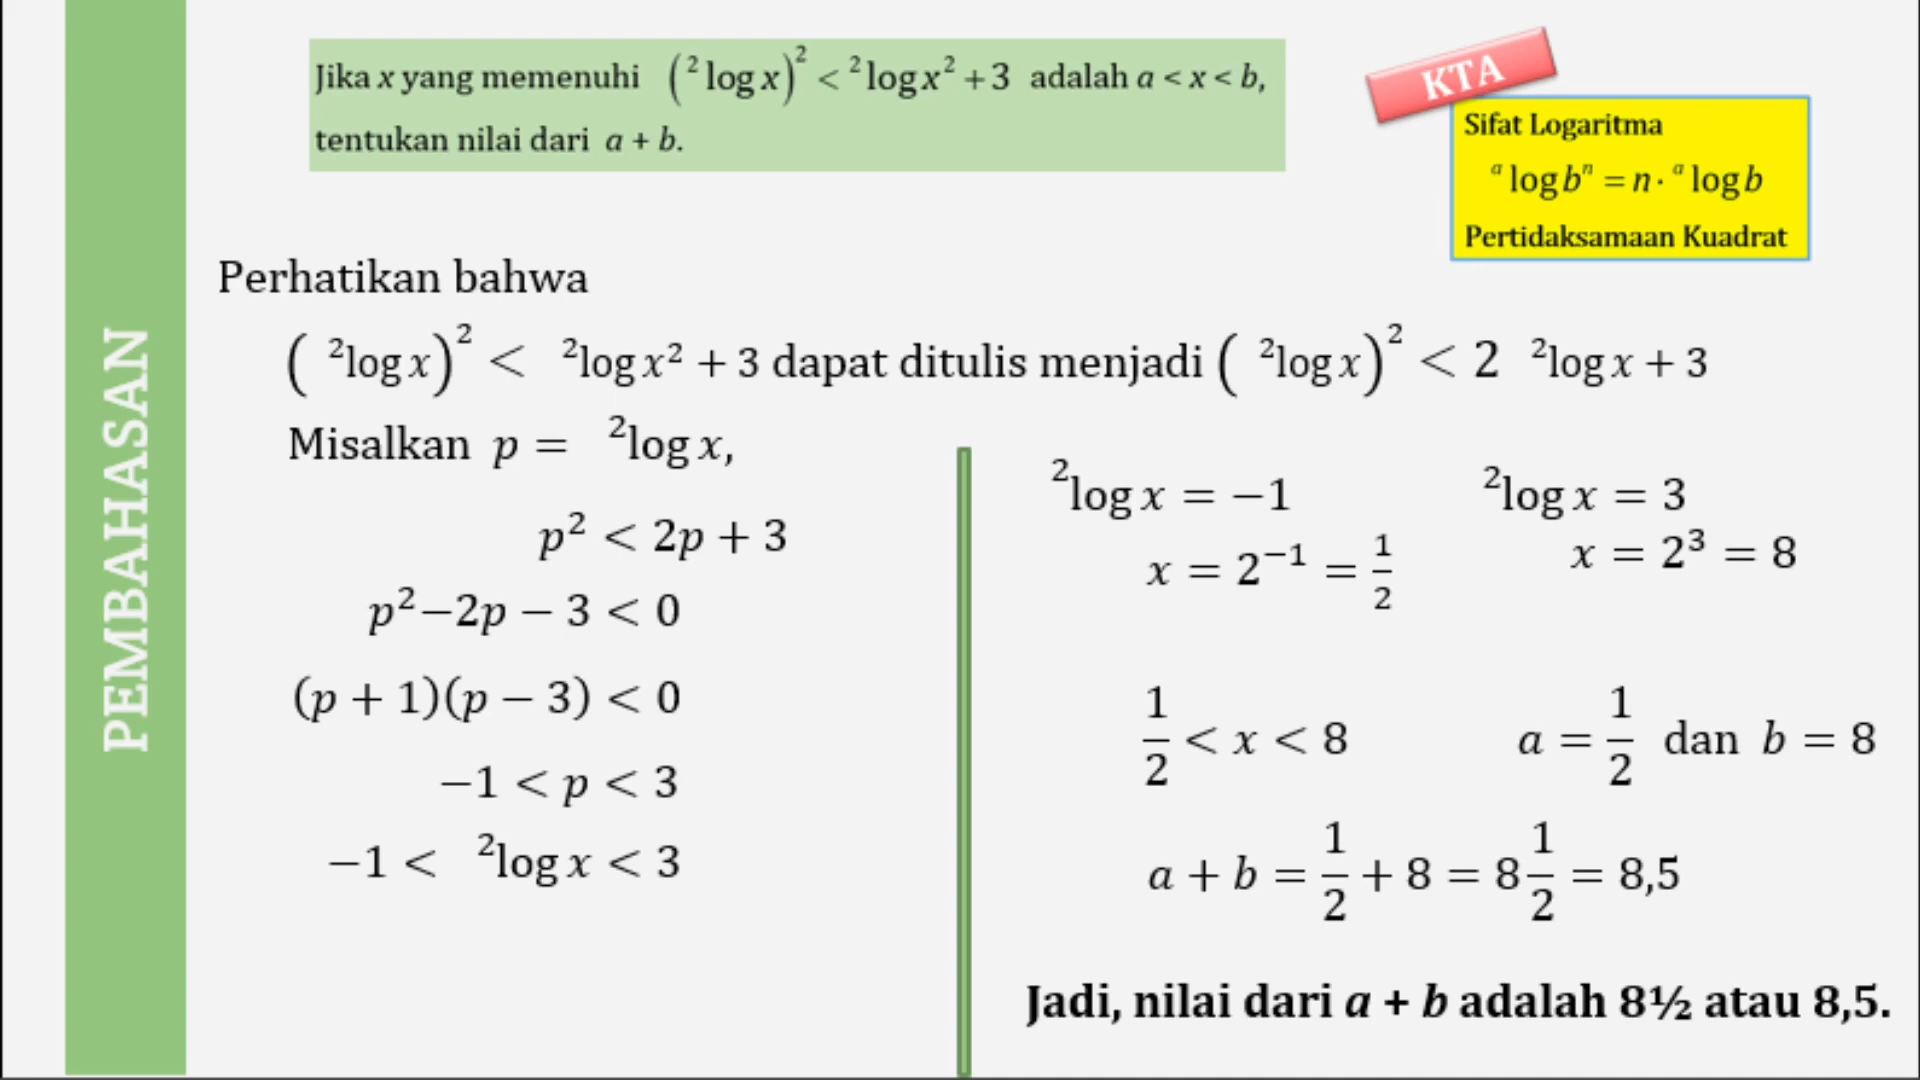 PEMBAHASAN
Jika x yang memenuhi (²log x)² < ²log x² + 3 adalah a < x < b,
tentukan nilai dari a + b.
KTA
Sifat Logaritma
ᵃ log bⁿ = n · ᵃ log b
Pertidaksamaan Kuadrat
Perhatikan bahwa
( ²log x)² < ²log x² + 3 dapat ditulis menjadi ( ²log x)² < 2 ²log x + 3
Misalkan p = ²log x,
p² < 2p + 3
p²−2p − 3 < 0
(p + 1)(p − 3) < 0
−1 < p < 3
−1 < ²log x < 3
²log x = −1
x = 2⁻¹ = 1/2
²log x = 3
x = 2³ = 8
1/2 < x < 8
a = 1/2 dan b = 8
a + b = 1/2 + 8 = 8 1/2 = 8,5
Jadi, nilai dari a + b adalah 8½ atau 8,5.